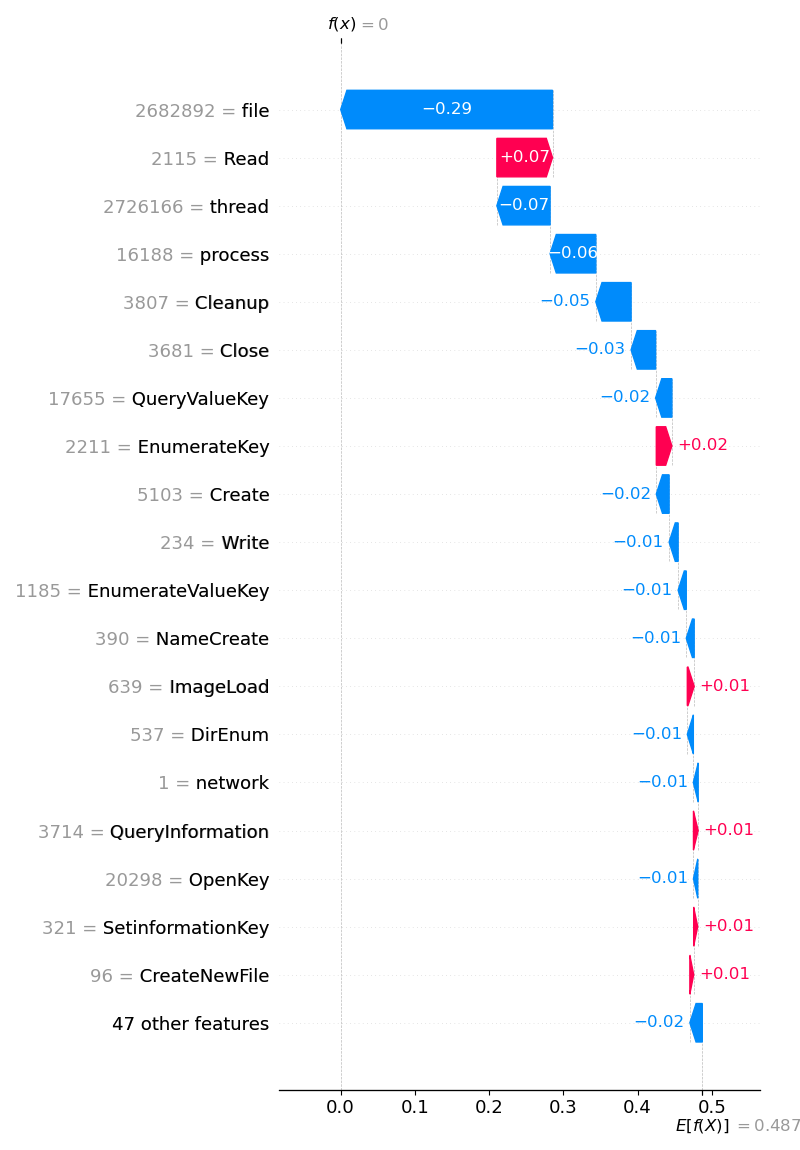 f(x) = 0
2682892 = file −0.29
2115 = Read +0.07
2726166 = thread −0.07
16188 = process −0.06
3807 = Cleanup −0.05
3681 = Close −0.03
17655 = QueryValueKey −0.02
2211 = EnumerateKey +0.02
5103 = Create −0.02
234 = Write −0.01
1185 = EnumerateValueKey −0.01
390 = NameCreate −0.01
639 = ImageLoad +0.01
537 = DirEnum −0.01
1 = network −0.01
3714 = QueryInformation +0.01
20298 = OpenKey −0.01
321 = SetinformationKey +0.01
96 = CreateNewFile +0.01
47 other features −0.02
0.0 0.1 0.2 0.3 0.4 0.5
E[f(X)] = 0.487